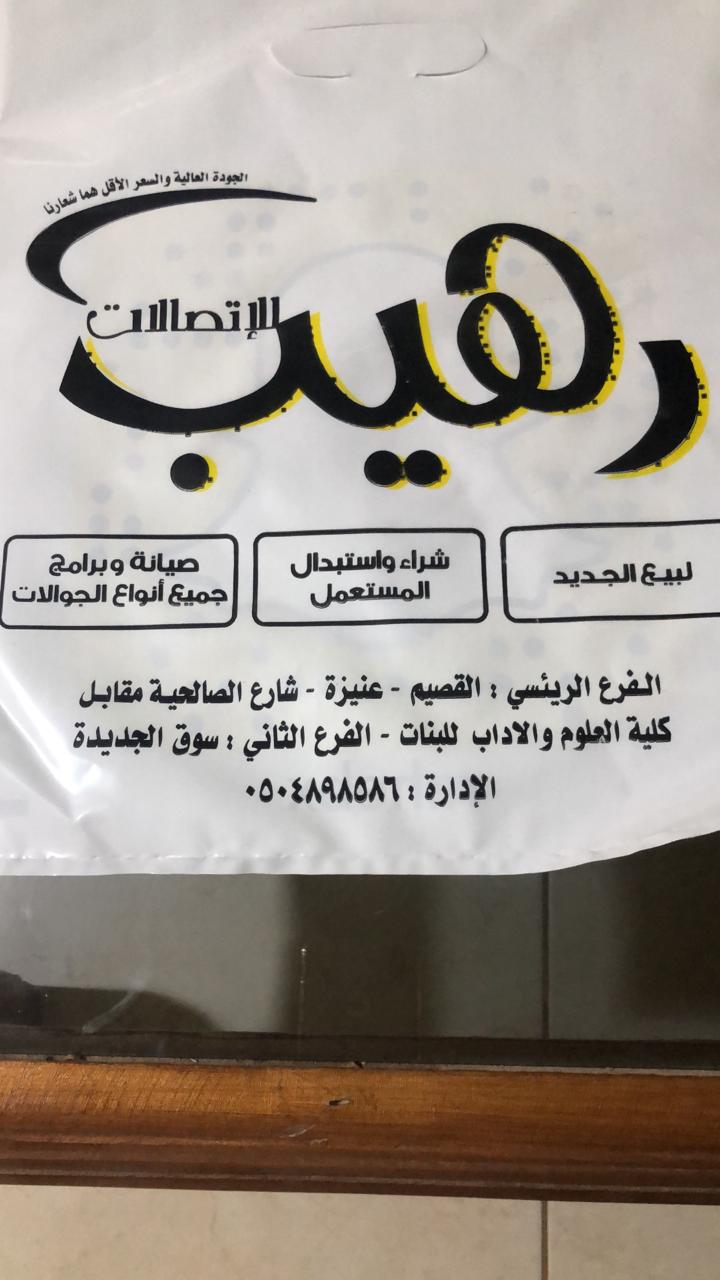 الجودة العالية والسعر الأقل هما شعارنا
رهيب
للإتصالات
لبيع الجديد
شراء واستبدال
المستعمل
صيانة وبرامج
جميع أنواع الجوالات
الفرع الريئسي : القصيم - عنيزة - شارع الصالحية مقابل
كلية العلوم والاداب للبنات - الفرع الثاني : سوق الجديدة
الإدارة : ٠٥٠٤٨٩٨٥٨٦